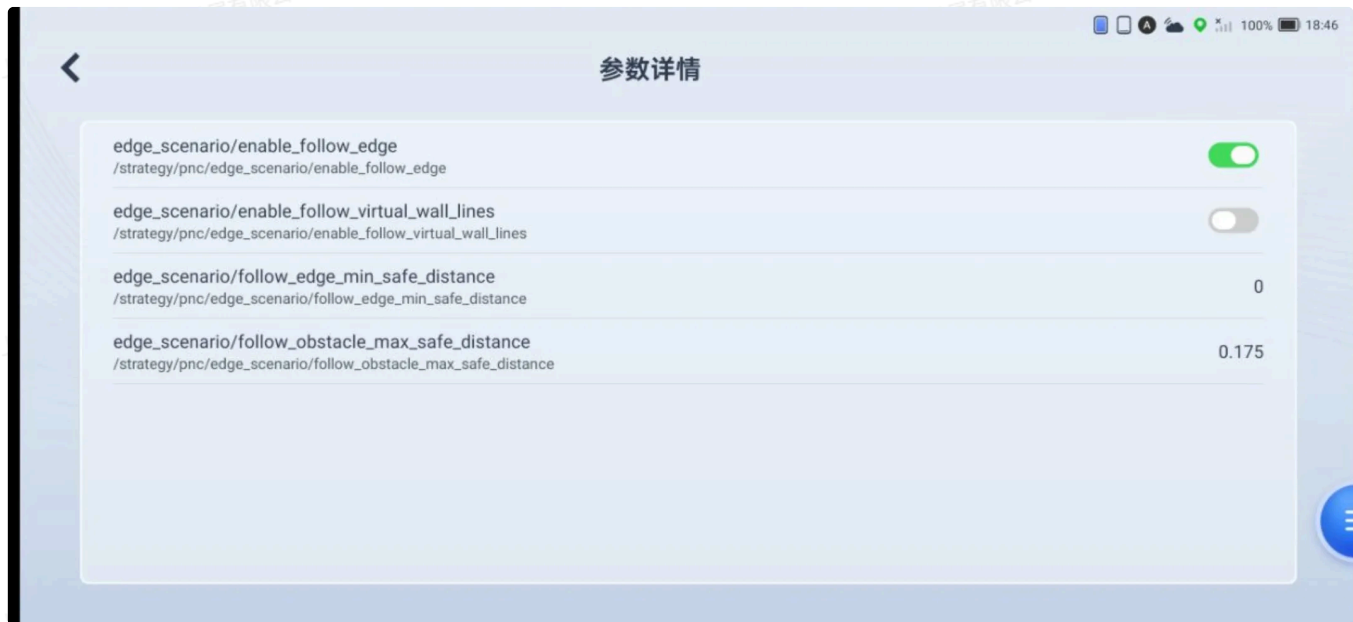 100% 18:46
参数详情
edge_scenario/enable_follow_edge
/strategy/pnc/edge_scenario/enable_follow_edge
edge_scenario/enable_follow_virtual_wall_lines
/strategy/pnc/edge_scenario/enable_follow_virtual_wall_lines
edge_scenario/follow_edge_min_safe_distance
/strategy/pnc/edge_scenario/follow_edge_min_safe_distance
0
edge_scenario/follow_obstacle_max_safe_distance
/strategy/pnc/edge_scenario/follow_obstacle_max_safe_distance
0.175